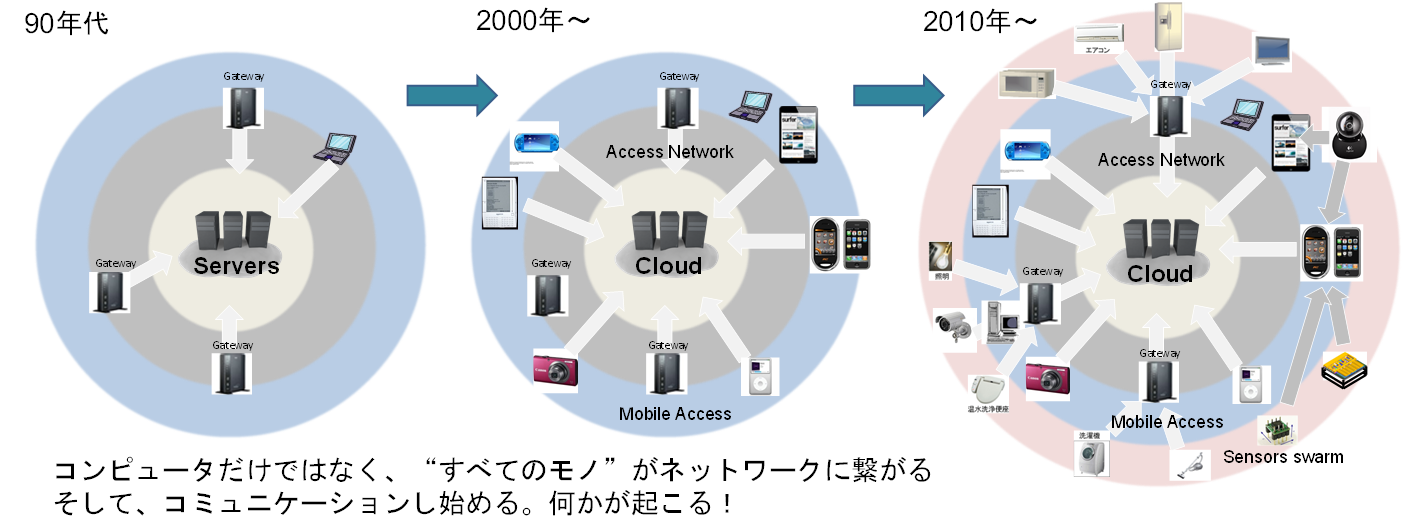 90年代
2000年～
2010年～
Gateway
Servers
Gateway
Gateway
Gateway
surfer
Access Network
Cloud
Gateway
Gateway
Mobile Access
エアコン
Gateway
Access Network
Cloud
照明
Gateway
温水洗浄便座
Gateway
Mobile Access
洗濯機
Sensors swarm
コンピュータだけではなく、“すべてのモノ”がネットワークに繋がる
そして、コミュニケーションし始める。何かが起こる！